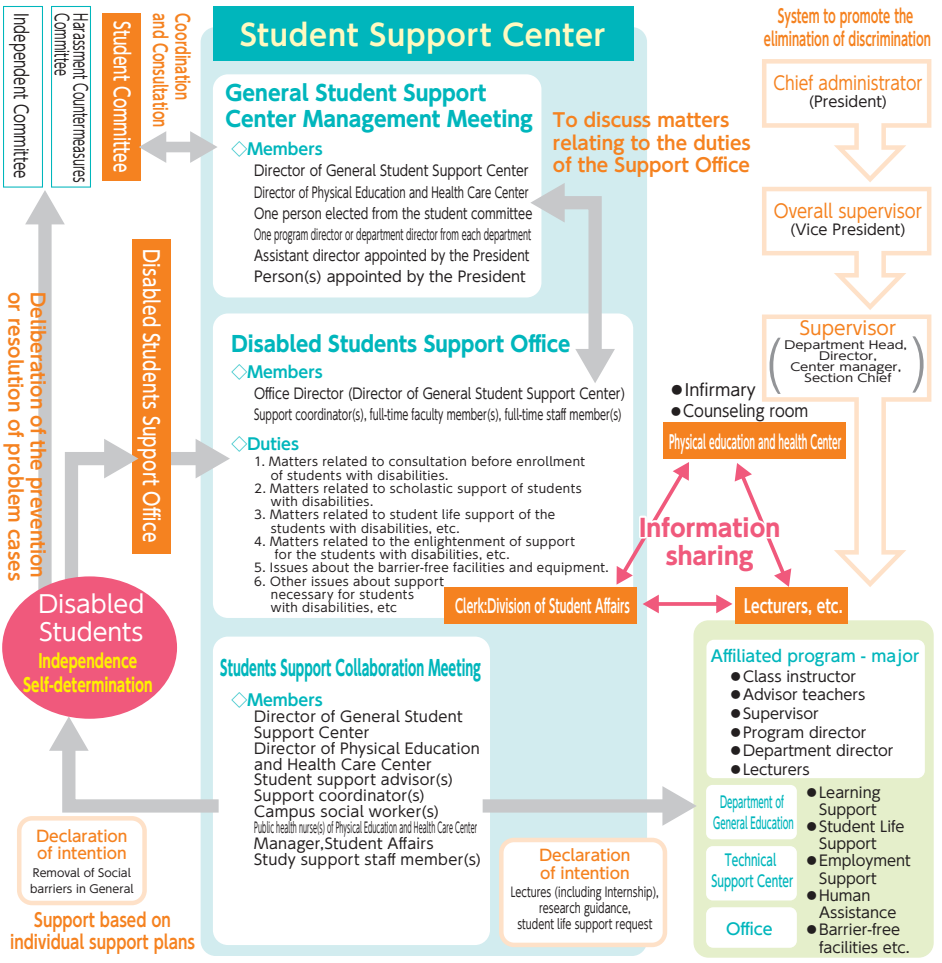 Independent Committee
Harassment Countermeasures
Committee
Student Committee
Coordination
and Consultation
Student Support Center
General Student Support
Center Management Meeting
◇Members
Director of General Student Support Center
Director of Physical Education and Health Care Center
One person elected from the student committee
One program director or department director from each department
Assistant director appointed by the President
Person(s) appointed by the President
To discuss matters
relating to the duties
of the Support Office
System to promote the
elimination of discrimination
Chief administrator
(President)
Overall supervisor
(Vice President)
Supervisor
(Department Head,
Director,
Center manager,
Section Chief)
Deliberation of the prevention
or resolution of problem cases
Disabled Students Support Office
Disabled Students Support Office
◇Members
Office Director (Director of General Student Support Center)
Support coordinator(s), full-time faculty member(s), full-time staff member(s)
◇Duties
1. Matters related to consultation before enrollment
of students with disabilities.
2. Matters related to scholastic support of students
with disabilities.
3. Matters related to student life support of the
students with disabilities, etc.
4. Matters related to the enlightenment of support
for the students with disabilities, etc.
5. Issues about the barrier-free facilities and equipment.
6. Other issues about support
necessary for students
with disabilities, etc
●Infirmary
●Counseling room
Physical education and health Center
Information
sharing
Clerk:Division of Student Affairs
Lecturers, etc.
Disabled
Students
Independence
Self-determination
Students Support Collaboration Meeting
◇Members
Director of General Student
Support Center
Director of Physical Education
and Health Care Center
Student support advisor(s)
Support coordinator(s)
Campus social worker(s)
Public health nurse(s) of Physical Education and Health Care Center
Manager,Student Affairs
Study support staff member(s)
Declaration
of intention
Removal of Social
barriers in General
Support based on
individual support plans
Declaration
of intention
Lectures (including Internship),
research guidance,
student life support request
Affiliated program - major
●Class instructor
●Advisor teachers
●Supervisor
●Program director
●Department director
●Lecturers
Department of
General Education
Technical
Support Center
Office
●Learning
Support
●Student Life
Support
●Employment
Support
●Human
Assistance
●Barrier-free
facilities etc.